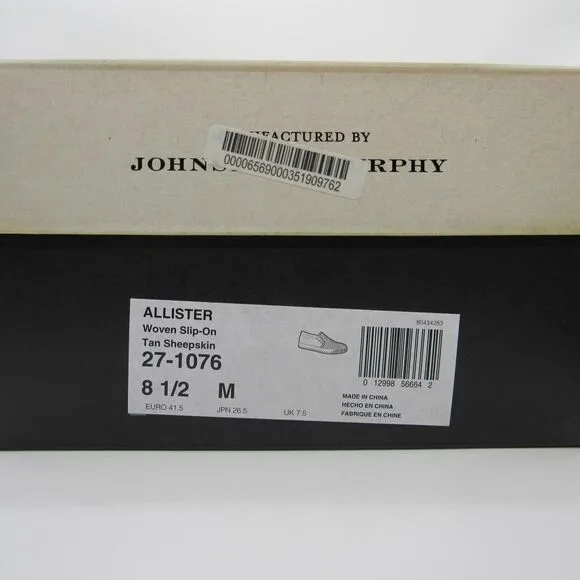 UFACTURED BY
JOHNS RPHY
00006569000351909762
ALLISTER
Woven Slip-On
Tan Sheepskin
27-1076
8 1/2 M
EURO 41.5 JPN 26.5 UK 7.5
80434283
0 12998 56664 2
MADE IN CHINA
HECHO EN CHINA
FABRIQUE EN CHINE